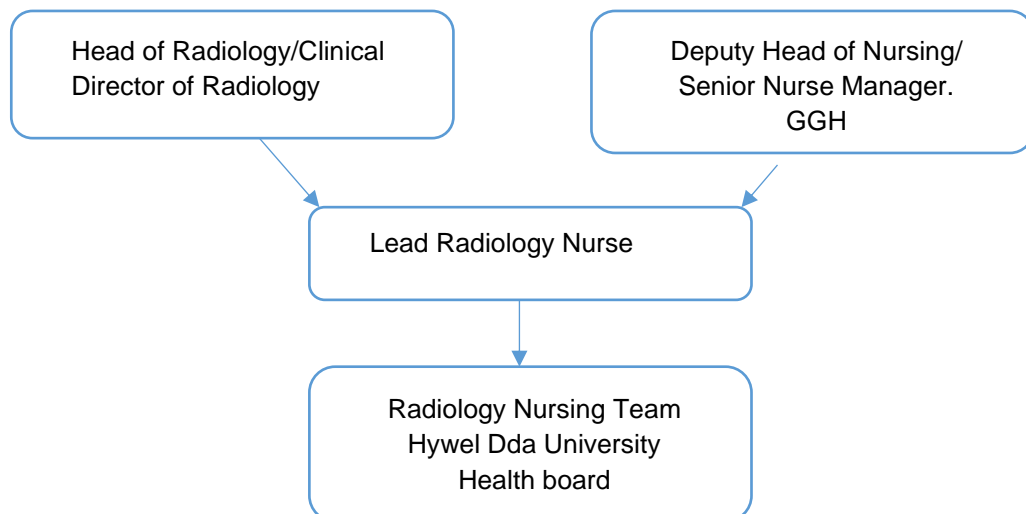 Head of Radiology/Clinical
Director of Radiology
Deputy Head of Nursing/
Senior Nurse Manager.
GGH
Lead Radiology Nurse
Radiology Nursing Team
Hywel Dda University
Health board